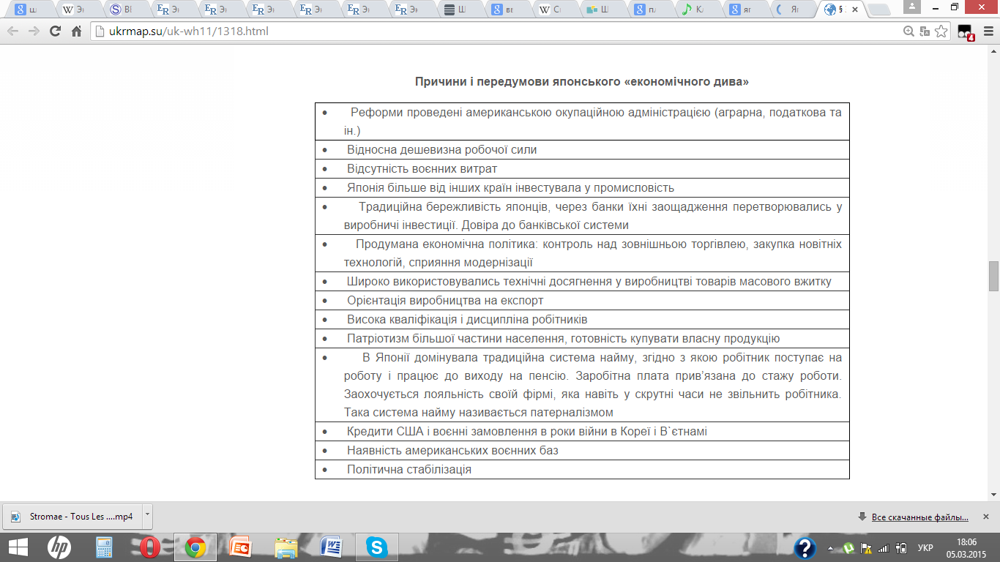 ukrmap.su/uk-wh11/1318.html
4
Причини і передумови японського «економічного дива»
• Реформи проведені американською окупаційною адміністрацією (аграрна, податкова та
ін.)
• Відносна дешевизна робочої сили
• Відсутність воєнних витрат
• Японія більше від інших країн інвестувала у промисловість
• Традиційна бережливість японців, через банки їхні заощадження перетворювались у
виробничі інвестиції. Довіра до банківської системи
• Продумана економічна політика: контроль над зовнішньою торгівлею, закупка новітніх
технологій, сприяння модернізації
• Широко використовувались технічні досягнення у виробництві товарів масового вжитку
• Орієнтація виробництва на експорт
• Висока кваліфікація і дисципліна робітників
• Патріотизм більшої частини населення, готовність купувати власну продукцію
• В Японії домінувала традиційна система найму, згідно з якою робітник поступає на
роботу і працює до виходу на пенсію. Заробітна плата прив’язана до стажу роботи.
Заохочується лояльність своїй фірмі, яка навіть у скрутні часи не звільнить робітника.
Така система найму називається патерналізмом
• Кредити США і воєнні замовлення в роки війни в Кореї і В`єтнамі
• Наявність американських воєнних баз
• Політична стабілізація
Stromae - Tous Les ....mp4
Все скачанные файлы...
hp
УКР
18:06
05.03.2015